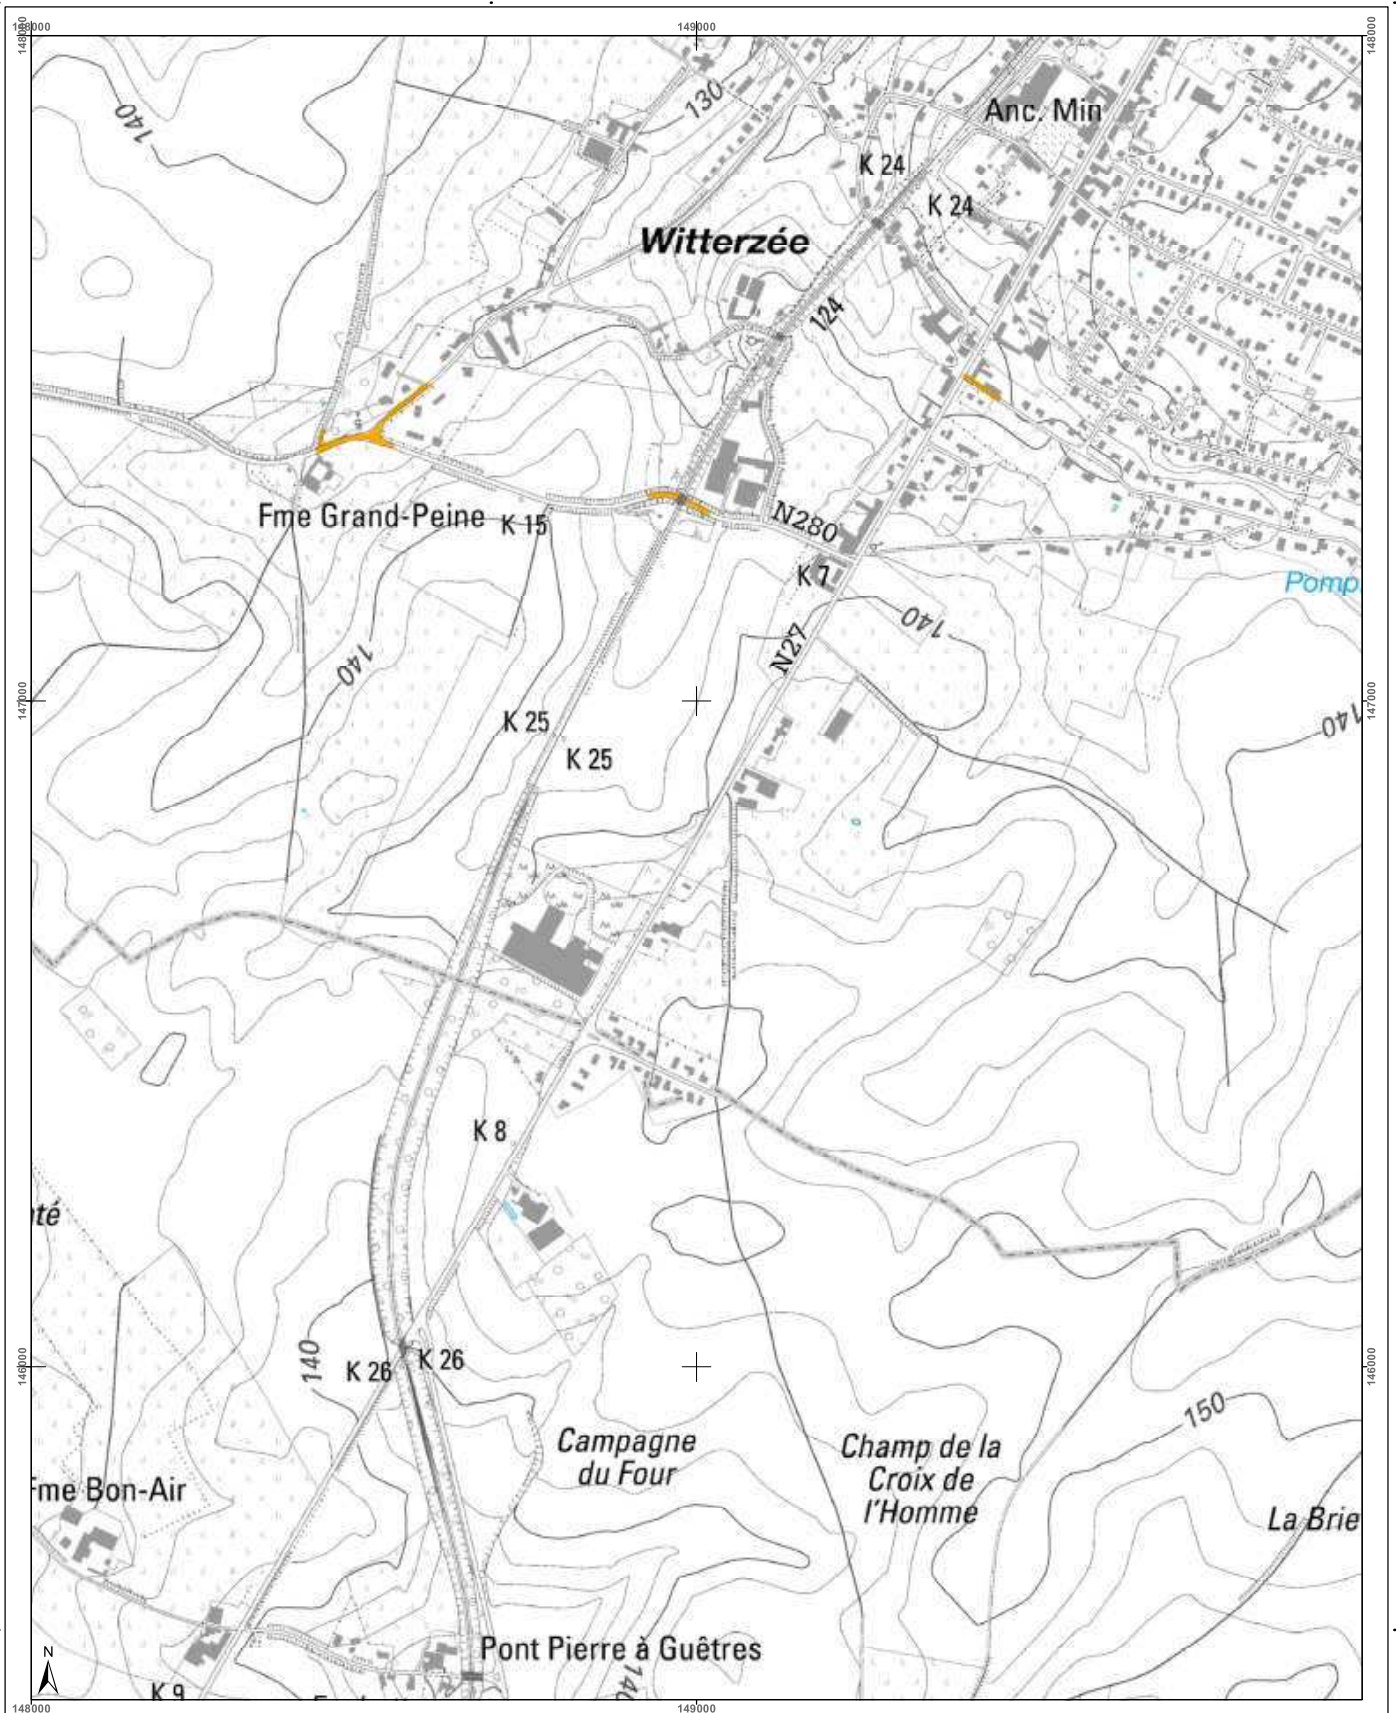 148000
149000
148000
148000
130
140
Anc. Min
K 24
K 24
Witterzée
124
Fme Grand-Peine
K 15
N280
K 7
Pomp
140
N27
140
147000
147000
K 25
140
K 25
K 8
té
146000
146000
140
K 26
K 26
150
Campagne
du Four
Champ de la
Croix de
l'Homme
Fme Bon-Air
La Brie
N
Pont Pierre à Guêtres
140
K 9
148000
149000